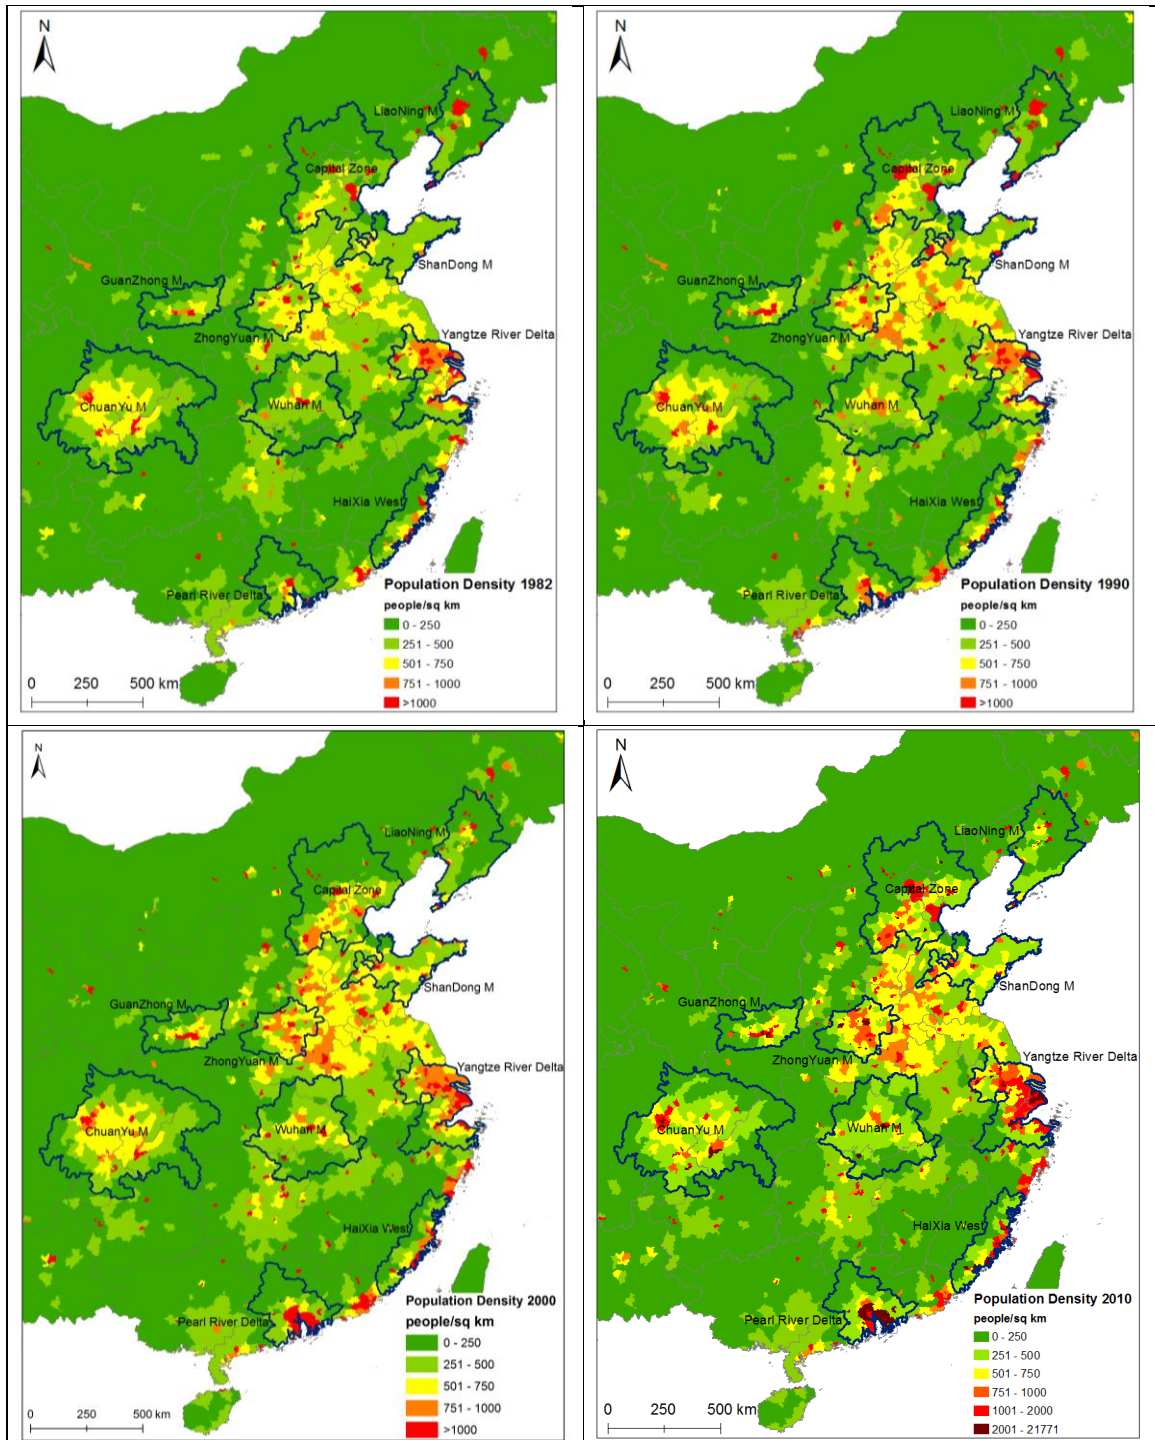 N
LiaoNing M
Capital Zone
ShanDong M
GuanZhong M
ZhongYuan M
Yangtze River Delta
ChuanYu M
Wuhan M
HaiXia West
Pearl River Delta
Population Density 1982
people/sq km
0 - 250
251 - 500
501 - 750
751 - 1000
>1000
0 250 500 km
N
LiaoNing M
Capital Zone
ShanDong M
GuanZhong M
ZhongYuan M
Yangtze River Delta
ChuanYu M
Wuhan M
HaiXia West
Pearl River Delta
Population Density 1990
people/sq km
0 - 250
251 - 500
501 - 750
751 - 1000
>1000
0 250 500 km
N
LiaoNing M
Capital Zone
ShanDong M
GuanZhong M
ZhongYuan M
Yangtze River Delta
ChuanYu M
Wuhan M
HaiXia West
Pearl River Delta
Population Density 2000
people/sq km
0 - 250
251 - 500
501 - 750
751 - 1000
>1000
0 250 500 km
N
LiaoNing M
Capital Zone
ShanDong M
GuanZhong M
ZhongYuan M
Yangtze River Delta
ChuanYu M
Wuhan M
HaiXia West
Pearl River Delta
Population Density 2010
people/sq km
0 - 250
251 - 500
501 - 750
751 - 1000
1001 - 2000
2001 - 21771
0 250 500 km